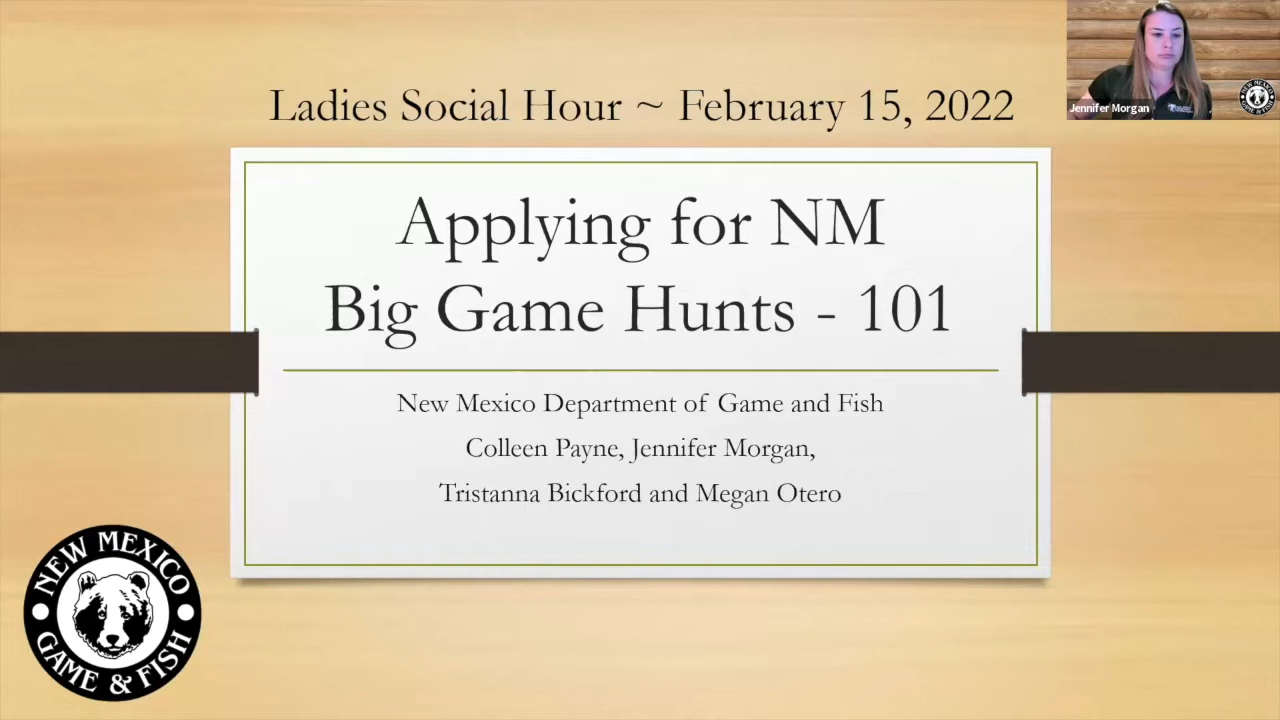 Ladies Social Hour ~ February 15, 2022
Jennifer Morgan
Applying for NM
Big Game Hunts - 101
New Mexico Department of Game and Fish
Colleen Payne, Jennifer Morgan,
Tristanna Bickford and Megan Otero
NEW MEXICO
GAME & FISH